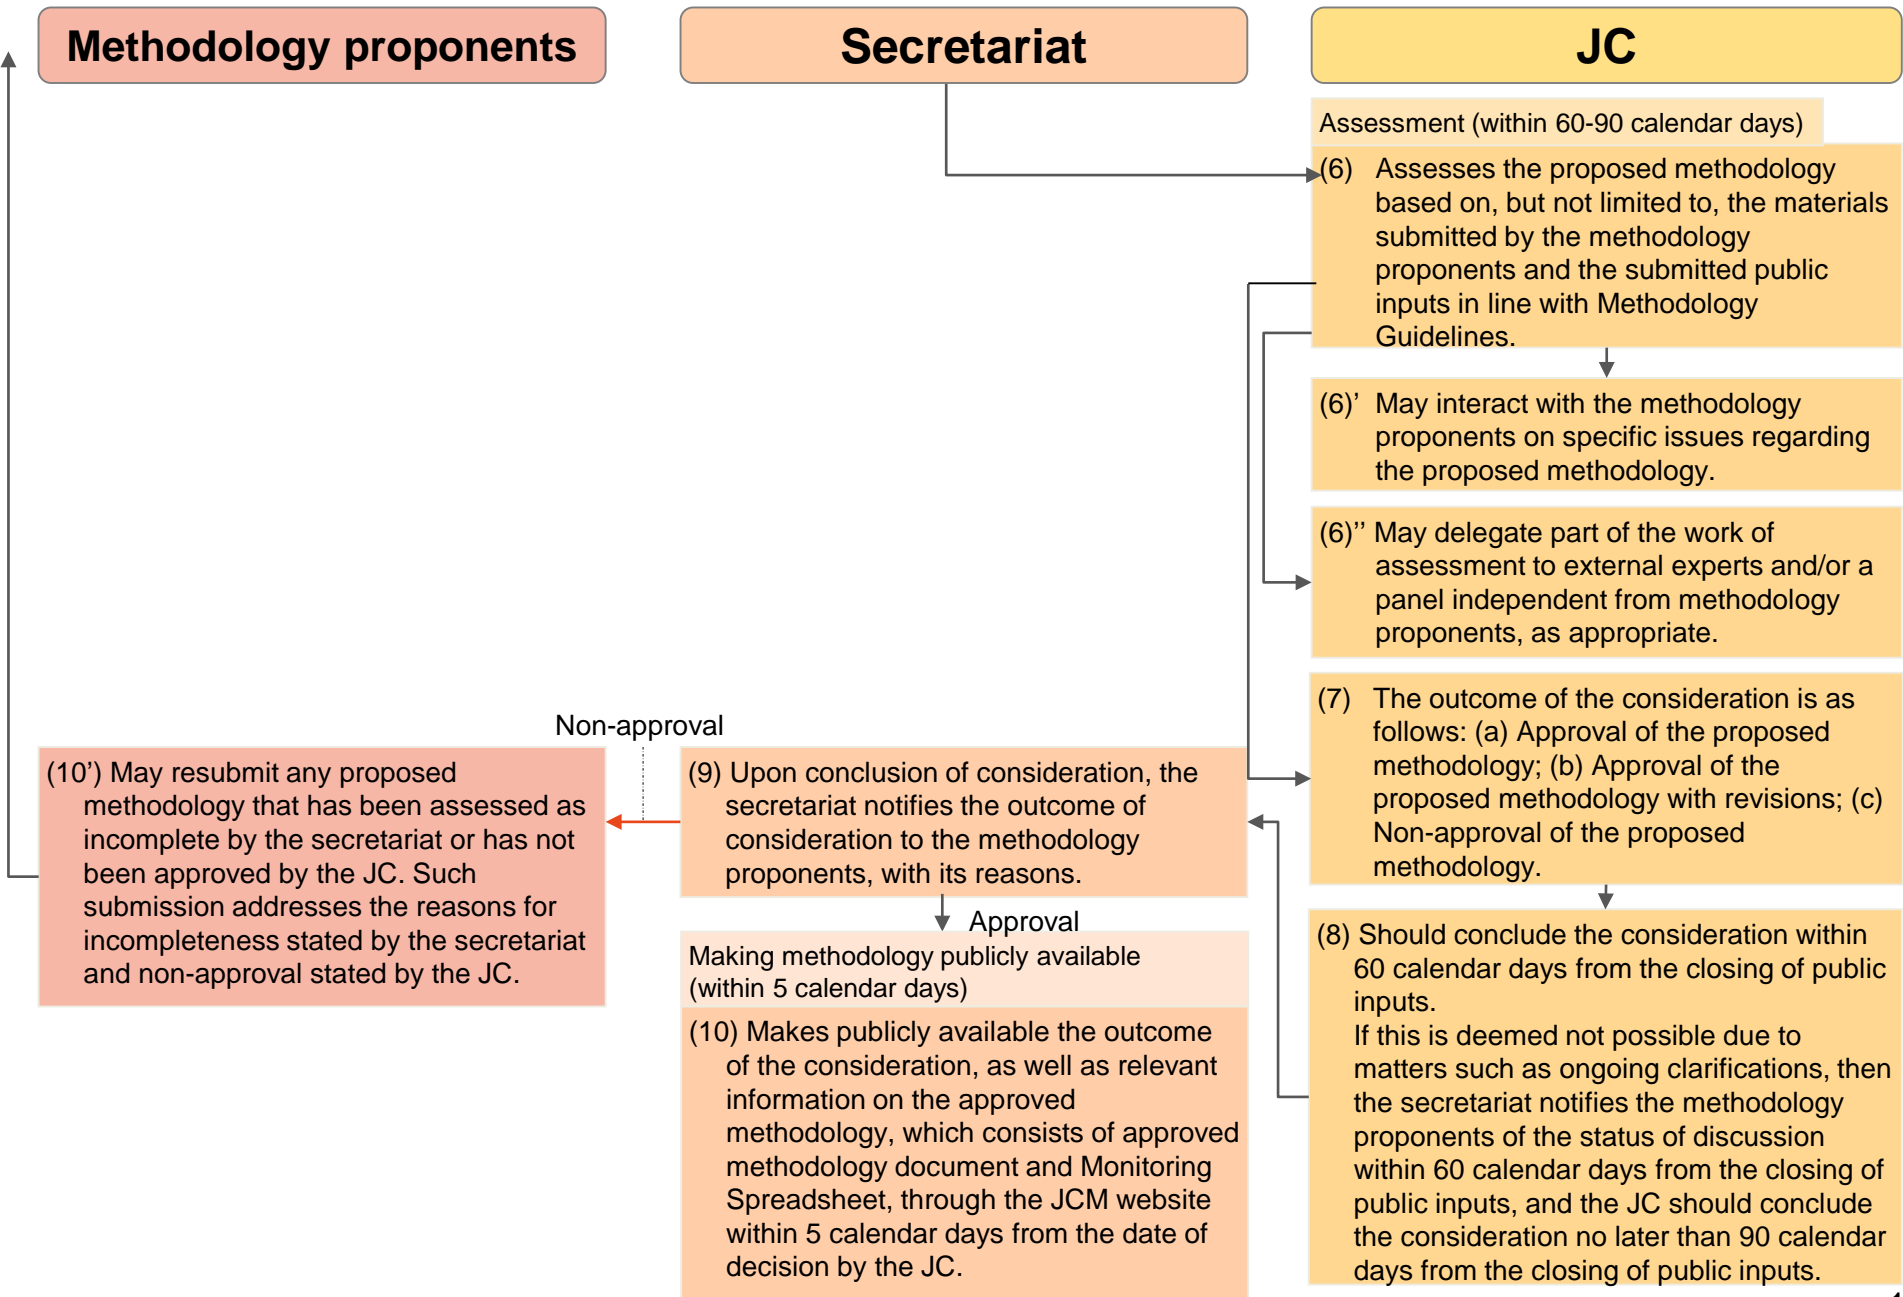 Methodology proponents
Secretariat
JC
Assessment (within 60-90 calendar days)
(6) Assesses the proposed methodology
based on, but not limited to, the materials
submitted by the methodology
proponents and the submitted public
inputs in line with Methodology
Guidelines.
(6)’ May interact with the methodology
proponents on specific issues regarding
the proposed methodology.
(6)’’ May delegate part of the work of
assessment to external experts and/or a
panel independent from methodology
proponents, as appropriate.
(7) The outcome of the consideration is as
follows: (a) Approval of the proposed
methodology; (b) Approval of the
proposed methodology with revisions; (c)
Non-approval of the proposed
methodology.
(8) Should conclude the consideration within
60 calendar days from the closing of public
inputs.
If this is deemed not possible due to
matters such as ongoing clarifications, then
the secretariat notifies the methodology
proponents of the status of discussion
within 60 calendar days from the closing of
public inputs, and the JC should conclude
the consideration no later than 90 calendar
days from the closing of public inputs.
(9) Upon conclusion of consideration, the
secretariat notifies the outcome of
consideration to the methodology
proponents, with its reasons.
Approval
Making methodology publicly available
(within 5 calendar days)
(10) Makes publicly available the outcome
of the consideration, as well as relevant
information on the approved
methodology, which consists of approved
methodology document and Monitoring
Spreadsheet, through the JCM website
within 5 calendar days from the date of
decision by the JC.
Non-approval
(10’) May resubmit any proposed
methodology that has been assessed as
incomplete by the secretariat or has not
been approved by the JC. Such
submission addresses the reasons for
incompleteness stated by the secretariat
and non-approval stated by the JC.